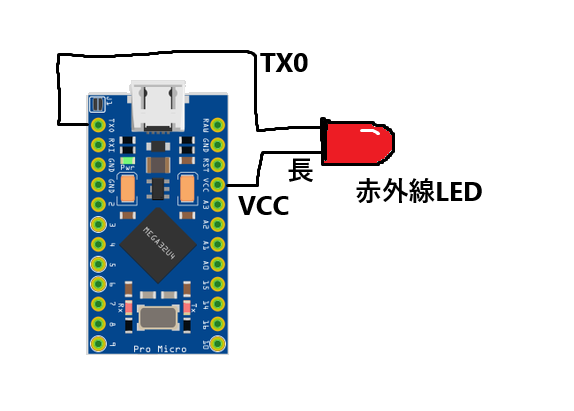 TX0
長
赤外線LED
VCC
J1
TXO
RXI
GND
GND
2
3
4
5
6
7
8
9
RAW
GND
RST
VCC
A3
A2
A1
A0
15
14
16
10
MEGA32U4
Rx
Tx
Pro Micro